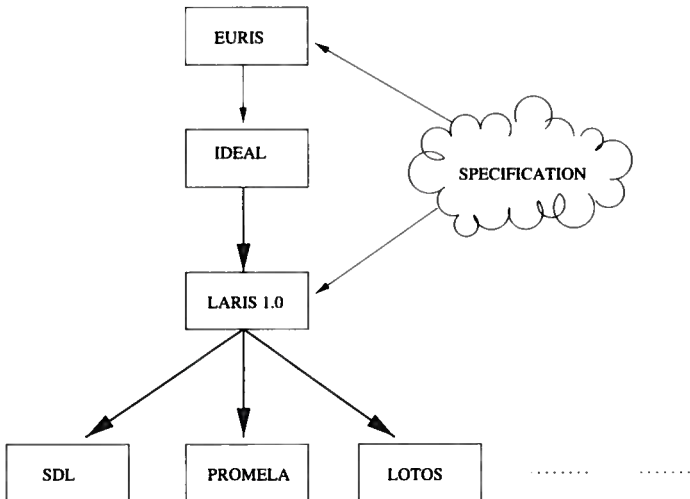 EURIS
IDEAL
SPECIFICATION
LARIS 1.0
SDL
PROMELA
LOTOS